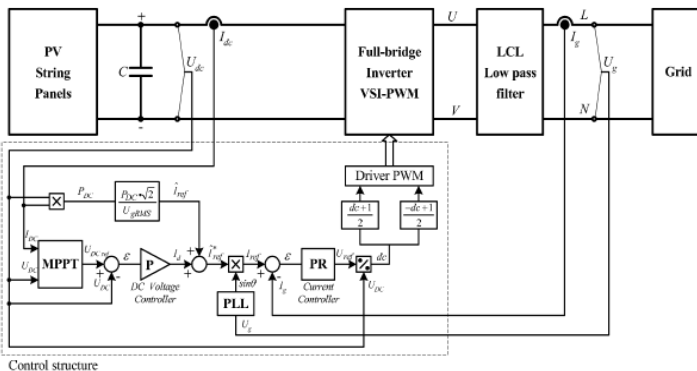 +
PV
String
Panels
C
-
U_dc
I_dc
Full-bridge
Inverter
VSI-PWM
U
V
LCL
Low pass
filter
L
I_g
U_g
N
Grid
Driver PWM
P_DC
P_DC·√2
U_gRMS
î_ref
dc+1
2
-dc+1
2
I_DC
U_DC
MPPT
U_DC ref
+
-
U_DC
ε
P
DC Voltage
Controller
I_d
+
+
î*_ref
sinθ
i_ref
+
-
i_g
ε
PR
Current
Controller
U_ref
dc
U_DC
PLL
U_g
Control structure